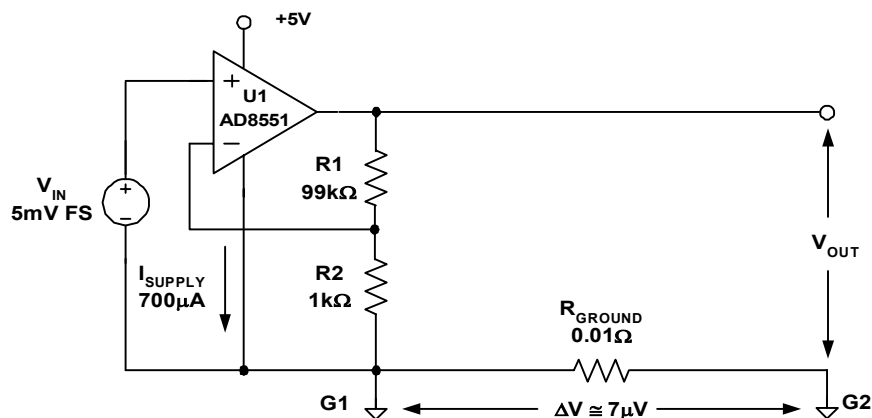 +5V
+
U1
AD8551
−
R1
99kΩ
V_IN
5mV FS
+
−
V_OUT
I_SUPPLY
700μA
R2
1kΩ
R_GROUND
0.01Ω
G1
ΔV ≅ 7μV
G2